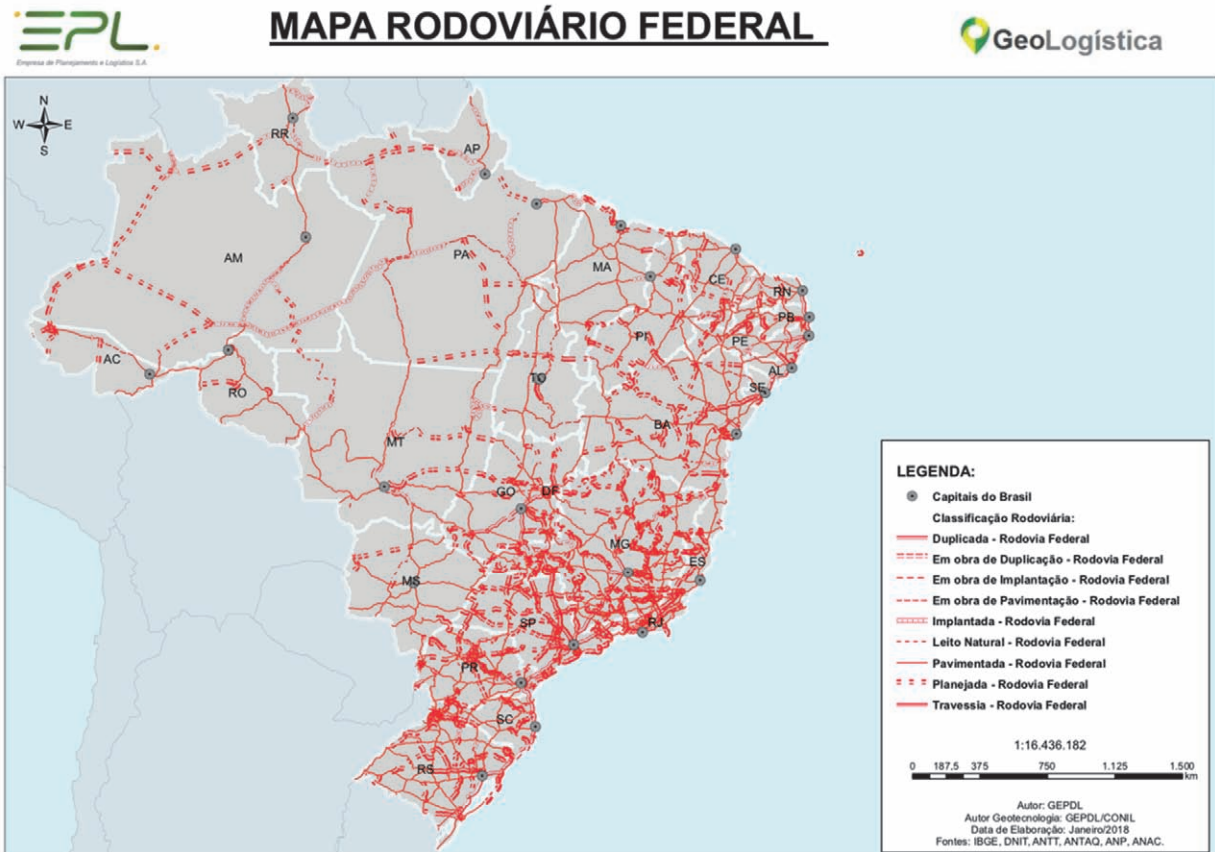 EPL.
Empresa de Planejamento e Logística S.A
MAPA RODOVIÁRIO FEDERAL
GeoLogística
N
W E
S
RR
AP
AM
PA
MA
CE
RN
PB
PI
PE
AC
AL
TO
SE
RO
BA
MT
GO DF
MG
ES
MS
SP
RJ
PR
SC
RS
LEGENDA:
Capitais do Brasil
Classificação Rodoviária:
Duplicada - Rodovia Federal
Em obra de Duplicação - Rodovia Federal
Em obra de Implantação - Rodovia Federal
Em obra de Pavimentação - Rodovia Federal
Implantada - Rodovia Federal
Leito Natural - Rodovia Federal
Pavimentada - Rodovia Federal
Planejada - Rodovia Federal
Travessia - Rodovia Federal
1:16.436.182
0 187,5 375 750 1.125 1.500
km
Autor: GEPDL
Autor Geotecnologia: GEPDL/CONIL
Data de Elaboração: Janeiro/2018
Fontes: IBGE, DNIT, ANTT, ANTAQ, ANP, ANAC.